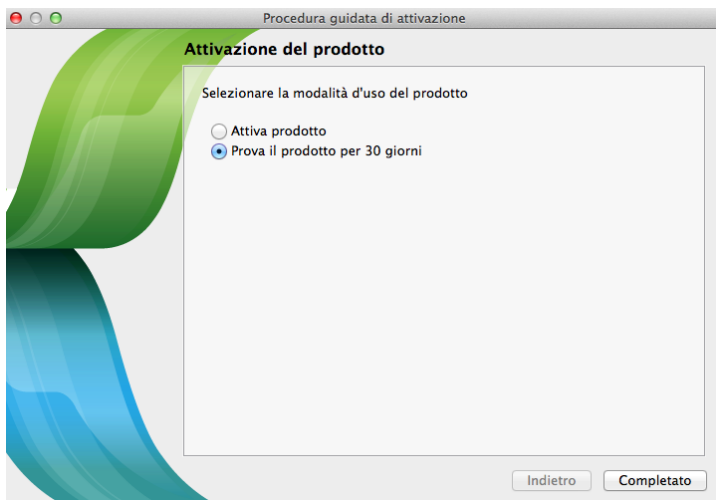 Procedura guidata di attivazione
Attivazione del prodotto
Selezionare la modalità d'uso del prodotto
Attiva prodotto
Prova il prodotto per 30 giorni
Indietro
Completato